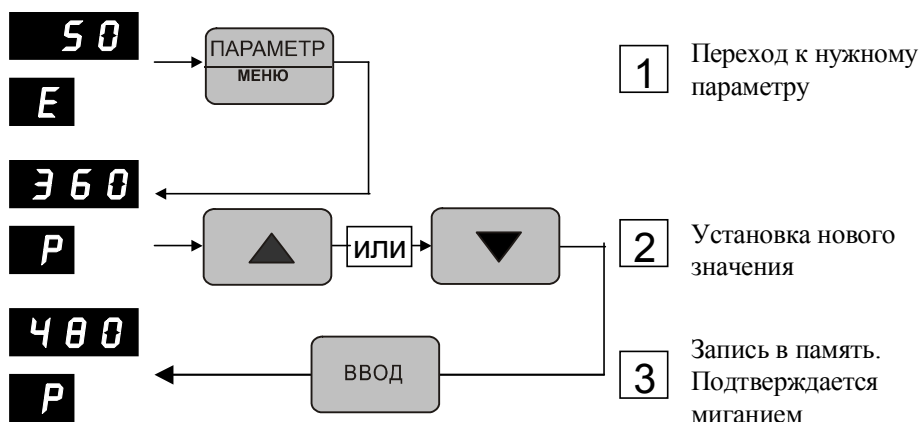 50
ПАРАМЕТР
МЕНЮ
1
Переход к нужному
параметру
E
360
P
ИЛИ
2
Установка нового
значения
480
P
ВВОД
3
Запись в память.
Подтверждается
миганием